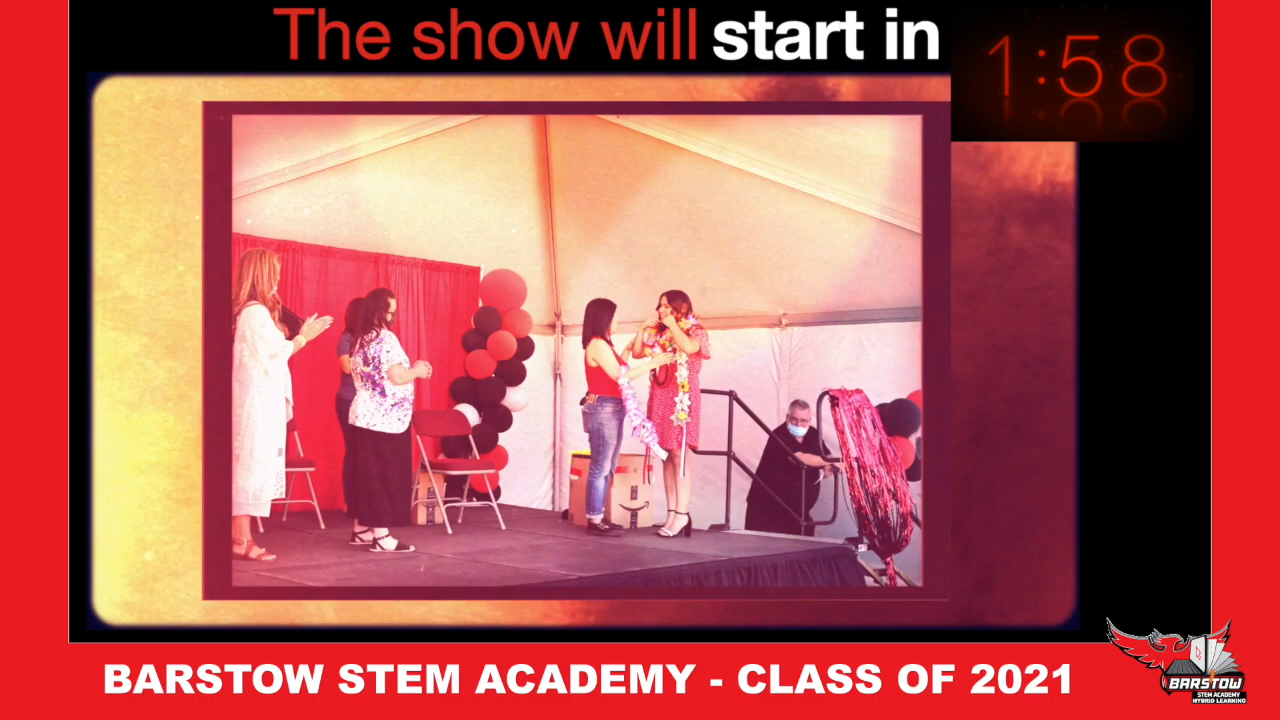 The show will start in
1:58
BARSTOW STEM ACADEMY - CLASS OF 2021
BARSTOW
STEM ACADEMY
HYBRID LEARNING